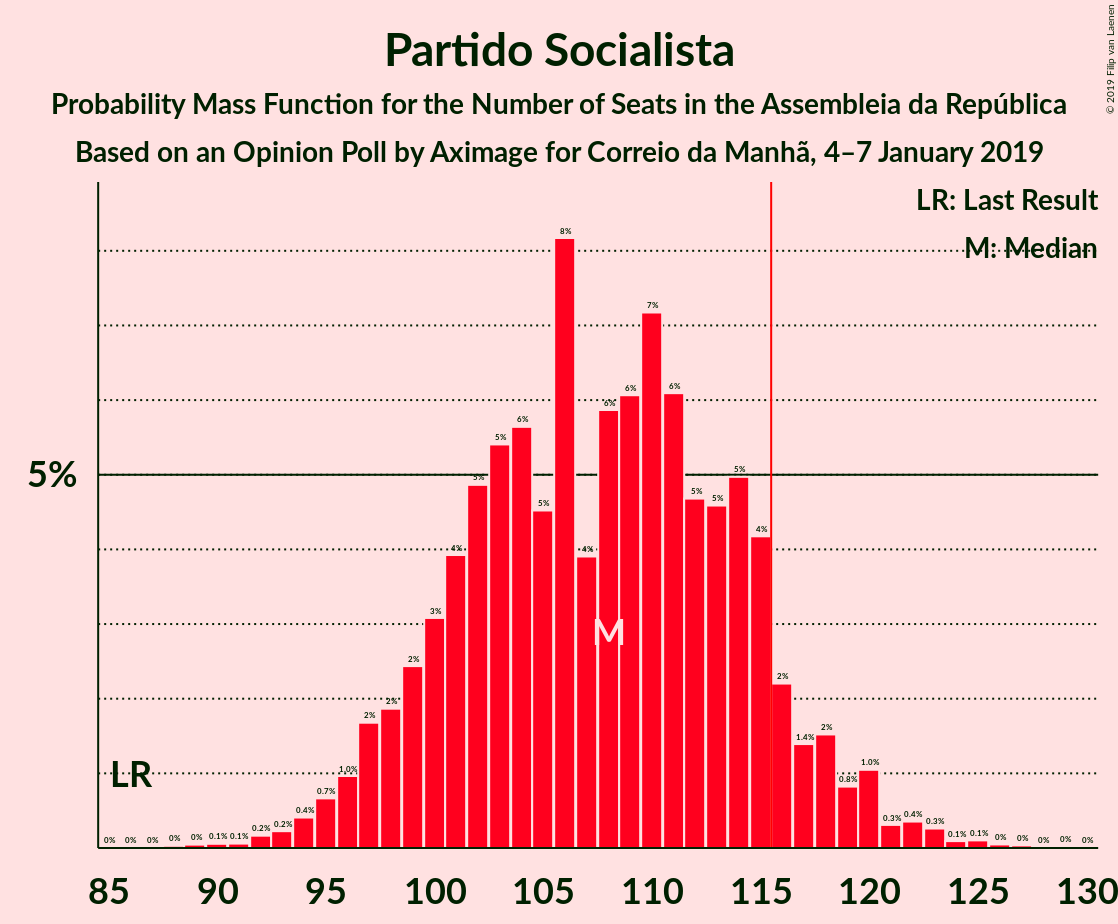 Partido Socialista
Probability Mass Function for the Number of Seats in the Assembleia da República
Based on an Opinion Poll by Aximage for Correio da Manhã, 4–7 January 2019
© 2019 Filip van Laenen
LR: Last Result
M: Median
5%
LR
M
0% 0% 0% 0% 0% 0.1% 0.1% 0.2% 0.2% 0.4% 0.7% 1.0% 2% 2% 2% 3% 4% 5% 5% 6% 5% 8% 4% 6% 6% 7% 6% 5% 5% 5% 4% 2% 1.4% 2% 0.8% 1.0% 0.3% 0.4% 0.3% 0.1% 0.1% 0% 0% 0% 0% 0%
85 90 95 100 105 110 115 120 125 130